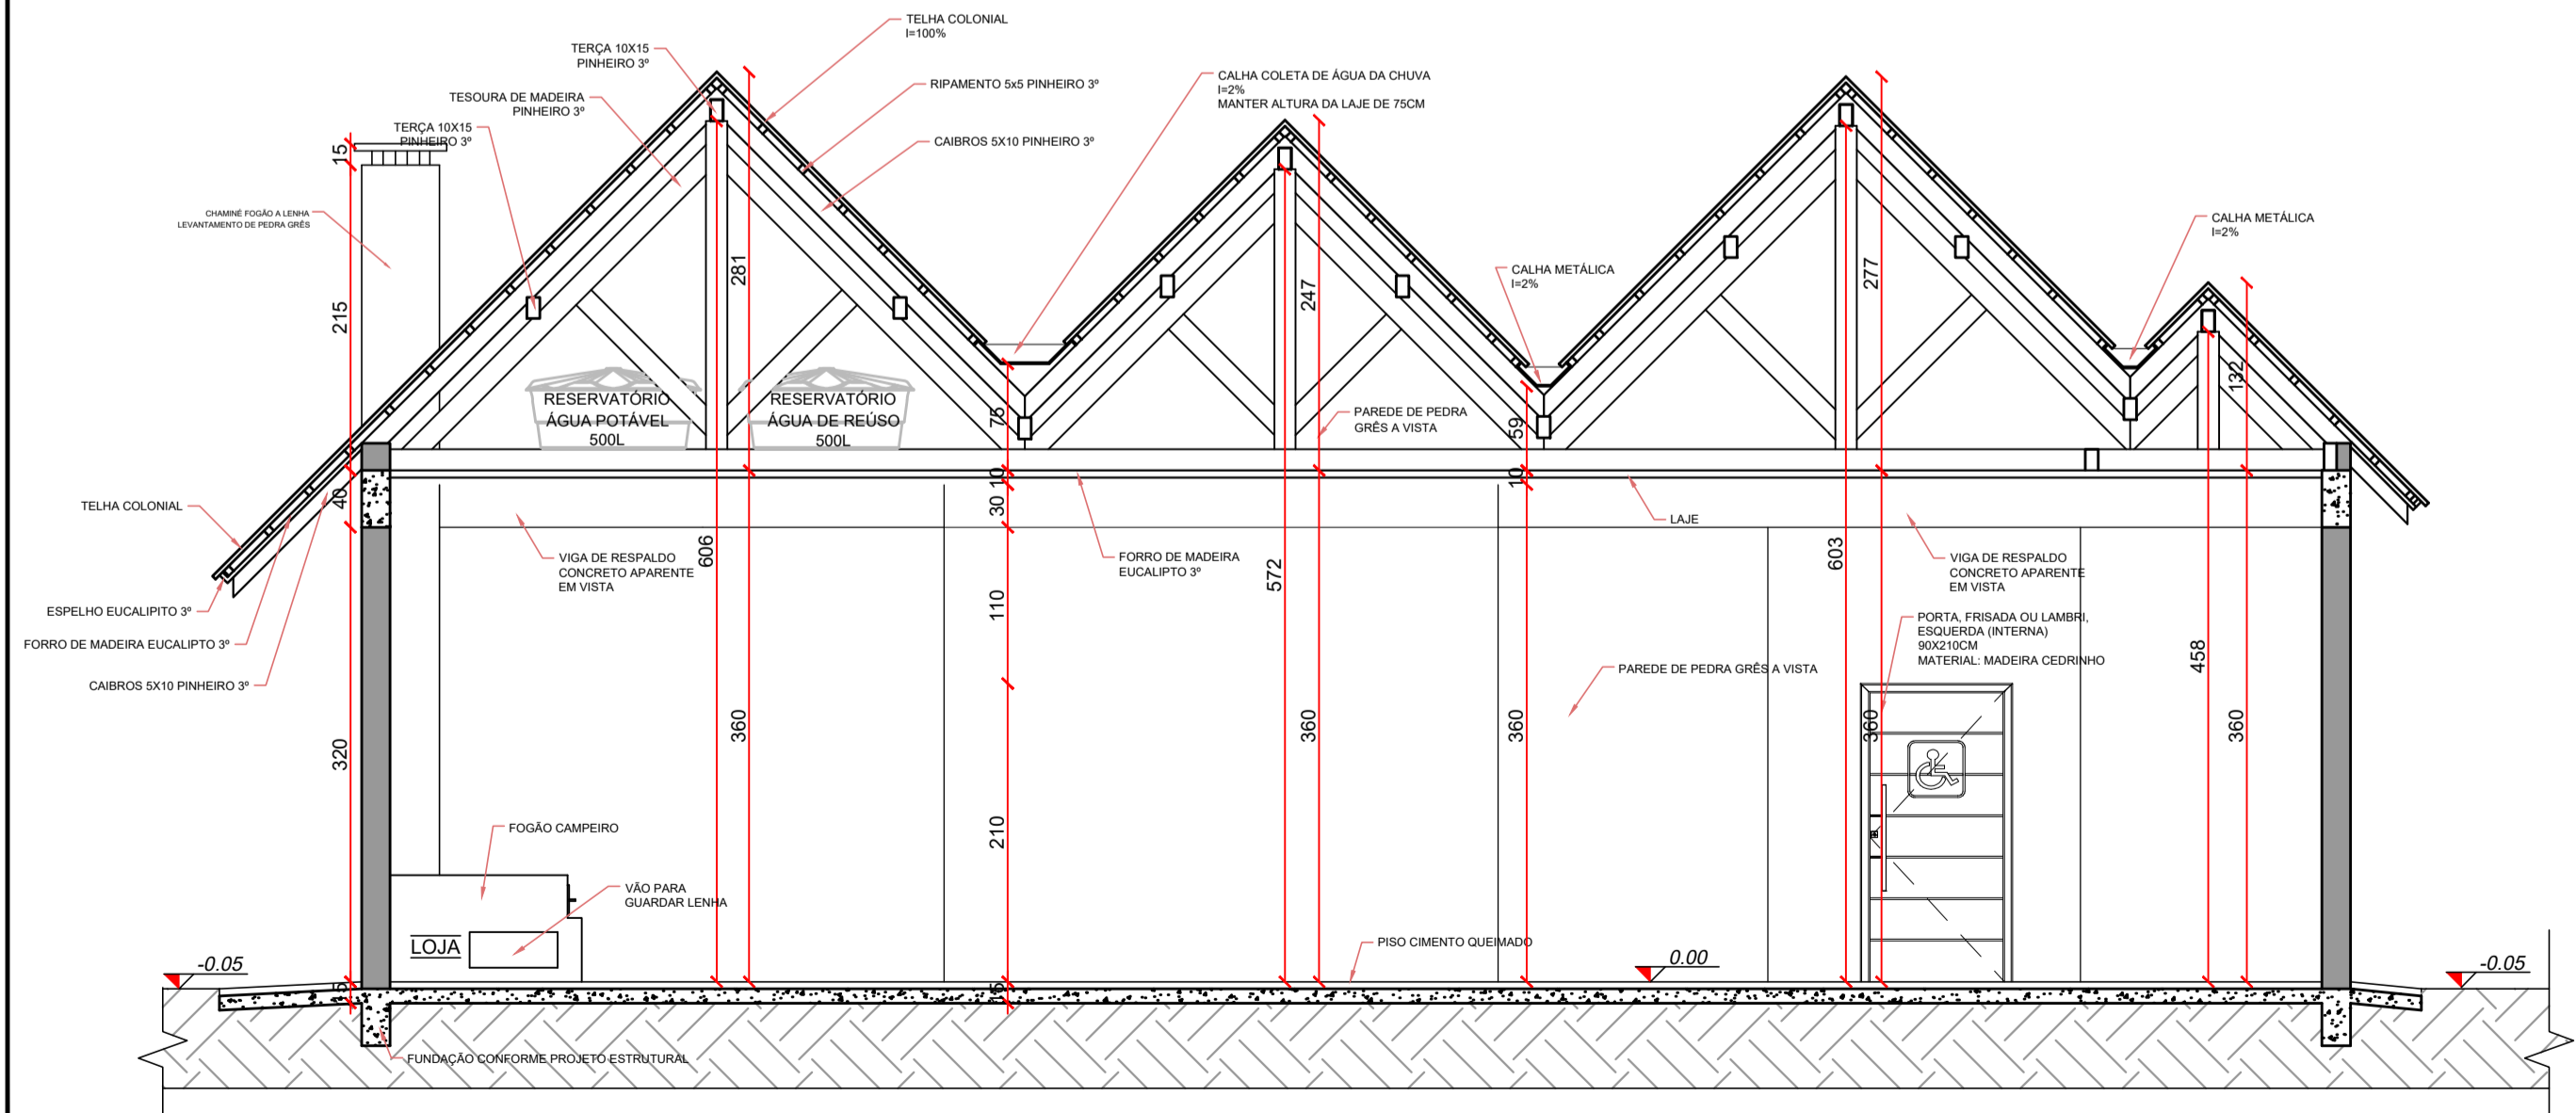 TELHA COLONIAL
I=100%
TERÇA 10X15
PINHEIRO 3º
CALHA COLETA DE ÁGUA DA CHUVA
I=2%
MANTER ALTURA DA LAJE DE 75CM
RIPAMENTO 5x5 PINHEIRO 3º
TESOURA DE MADEIRA
PINHEIRO 3º
TERÇA 10X15
PINHEIRO 3º
CAIBROS 5X10 PINHEIRO 3º
15
CHAMINÉ FOGÃO A LENHA
LEVANTAMENTO DE PEDRA GRÊS
CALHA METÁLICA
I=2%
CALHA METÁLICA
I=2%
281
247
277
215
132
RESERVATÓRIO
ÁGUA POTÁVEL
500L
RESERVATÓRIO
ÁGUA DE REÚSO
500L
75
59
PAREDE DE PEDRA
GRÊS A VISTA
10
10
40
30
TELHA COLONIAL
LAJE
VIGA DE RESPALDO
CONCRETO APARENTE
EM VISTA
606
FORRO DE MADEIRA
EUCALIPTO 3º
572
603
VIGA DE RESPALDO
CONCRETO APARENTE
EM VISTA
ESPELHO EUCALIPITO 3º
110
PORTA, FRISADA OU LAMBRI,
ESQUERDA (INTERNA)
90X210CM
MATERIAL: MADEIRA CEDRINHO
FORRO DE MADEIRA EUCALIPTO 3º
458
PAREDE DE PEDRA GRÊS A VISTA
CAIBROS 5X10 PINHEIRO 3º
320
360
360
360
360
360
210
FOGÃO CAMPEIRO
VÃO PARA
GUARDAR LENHA
LOJA
PISO CIMENTO QUEIMADO
-0.05
0.00
-0.05
15
FUNDAÇÃO CONFORME PROJETO ESTRUTURAL